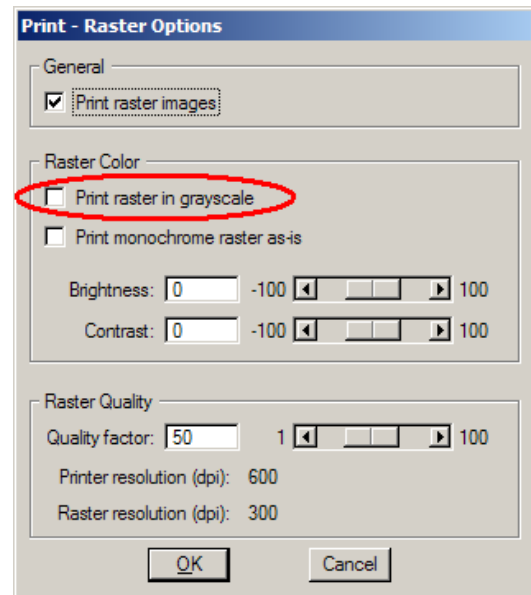 Print - Raster Options
General
Print raster images
Raster Color
Print raster in grayscale
Print monochrome raster as-is
Brightness: 0 -100 100
Contrast: 0 -100 100
Raster Quality
Quality factor: 50 1 100
Printer resolution (dpi): 600
Raster resolution (dpi): 300
OK Cancel